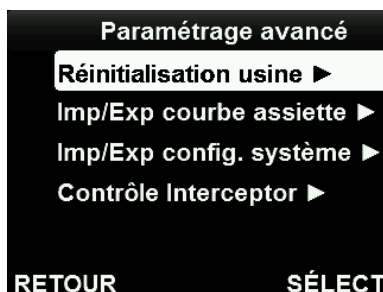 Paramétrage avancé
Réinitialisation usine ►
Imp/Exp courbe assiette ►
Imp/Exp config. système ►
Contrôle Interceptor ►
RETOUR SÉLECT